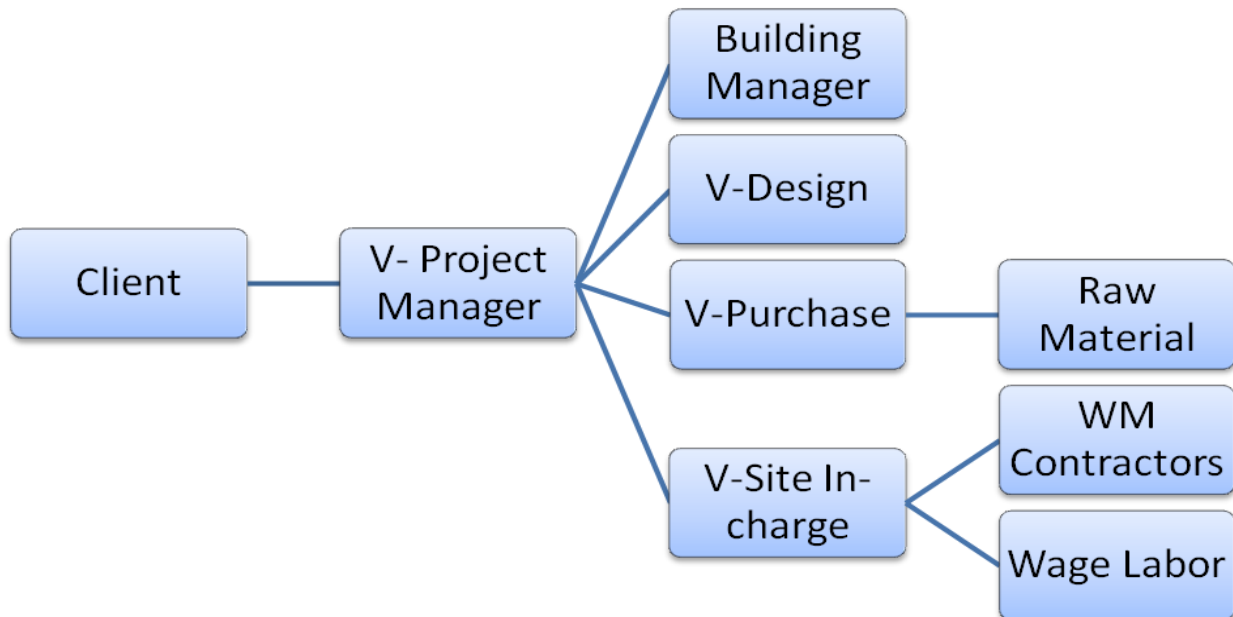 Client
V- Project
Manager
Building
Manager
V-Design
V-Purchase
V-Site In-
charge
Raw
Material
WM
Contractors
Wage Labor